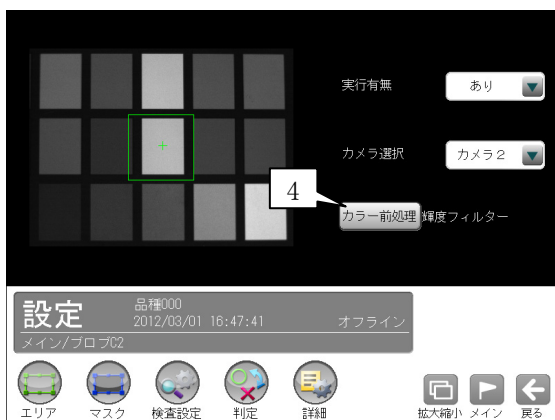 実行有無 あり
カメラ選択 カメラ2
4
カラー前処理 輝度フィルター
設定 品種000
2012/03/01 16:47:41 オフライン
メイン/ブロブC2
エリア マスク 検査設定 判定 詳細 拡大縮小 メイン 戻る